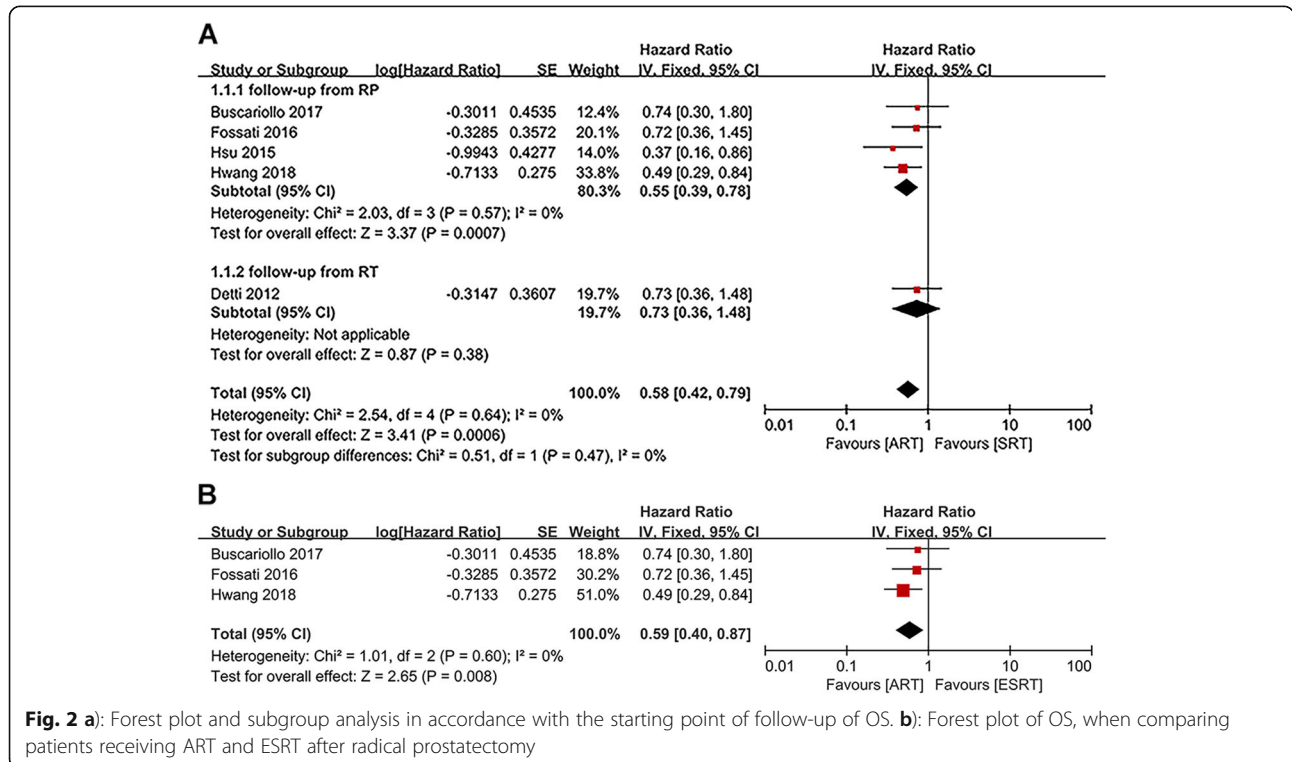 A
Hazard Ratio Hazard Ratio
Study or Subgroup log[Hazard Ratio] SE Weight IV, Fixed, 95% CI IV, Fixed, 95% CI
1.1.1 follow-up from RP
Buscariollo 2017 -0.3011 0.4535 12.4% 0.74 [0.30, 1.80]
Fossati 2016 -0.3285 0.3572 20.1% 0.72 [0.36, 1.45]
Hsu 2015 -0.9943 0.4277 14.0% 0.37 [0.16, 0.86]
Hwang 2018 -0.7133 0.275 33.8% 0.49 [0.29, 0.84]
Subtotal (95% CI) 80.3% 0.55 [0.39, 0.78]
Heterogeneity: Chi² = 2.03, df = 3 (P = 0.57); I² = 0%
Test for overall effect: Z = 3.37 (P = 0.0007)
1.1.2 follow-up from RT
Detti 2012 -0.3147 0.3607 19.7% 0.73 [0.36, 1.48]
Subtotal (95% CI) 19.7% 0.73 [0.36, 1.48]
Heterogeneity: Not applicable
Test for overall effect: Z = 0.87 (P = 0.38)
Total (95% CI) 100.0% 0.58 [0.42, 0.79]
Heterogeneity: Chi² = 2.54, df = 4 (P = 0.64); I² = 0%
Test for overall effect: Z = 3.41 (P = 0.0006)
Test for subgroup differences: Chi² = 0.51, df = 1 (P = 0.47), I² = 0%
0.01 0.1 1 10 100
Favours [ART] Favours [SRT]
B
Hazard Ratio Hazard Ratio
Study or Subgroup log[Hazard Ratio] SE Weight IV, Fixed, 95% CI IV, Fixed, 95% CI
Buscariollo 2017 -0.3011 0.4535 18.8% 0.74 [0.30, 1.80]
Fossati 2016 -0.3285 0.3572 30.2% 0.72 [0.36, 1.45]
Hwang 2018 -0.7133 0.275 51.0% 0.49 [0.29, 0.84]
Total (95% CI) 100.0% 0.59 [0.40, 0.87]
Heterogeneity: Chi² = 1.01, df = 2 (P = 0.60); I² = 0%
Test for overall effect: Z = 2.65 (P = 0.008)
0.01 0.1 1 10 100
Favours [ART] Favours [ESRT]
Fig. 2 a): Forest plot and subgroup analysis in accordance with the starting point of follow-up of OS. b): Forest plot of OS, when comparing
patients receiving ART and ESRT after radical prostatectomy